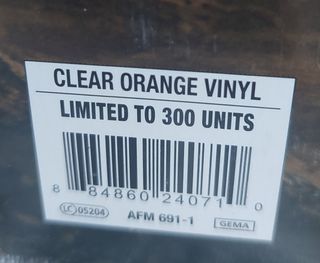 CLEAR ORANGE VINYL
LIMITED TO 300 UNITS
8 84860 24071 0
LC 05204 AFM 691-1 GEMA